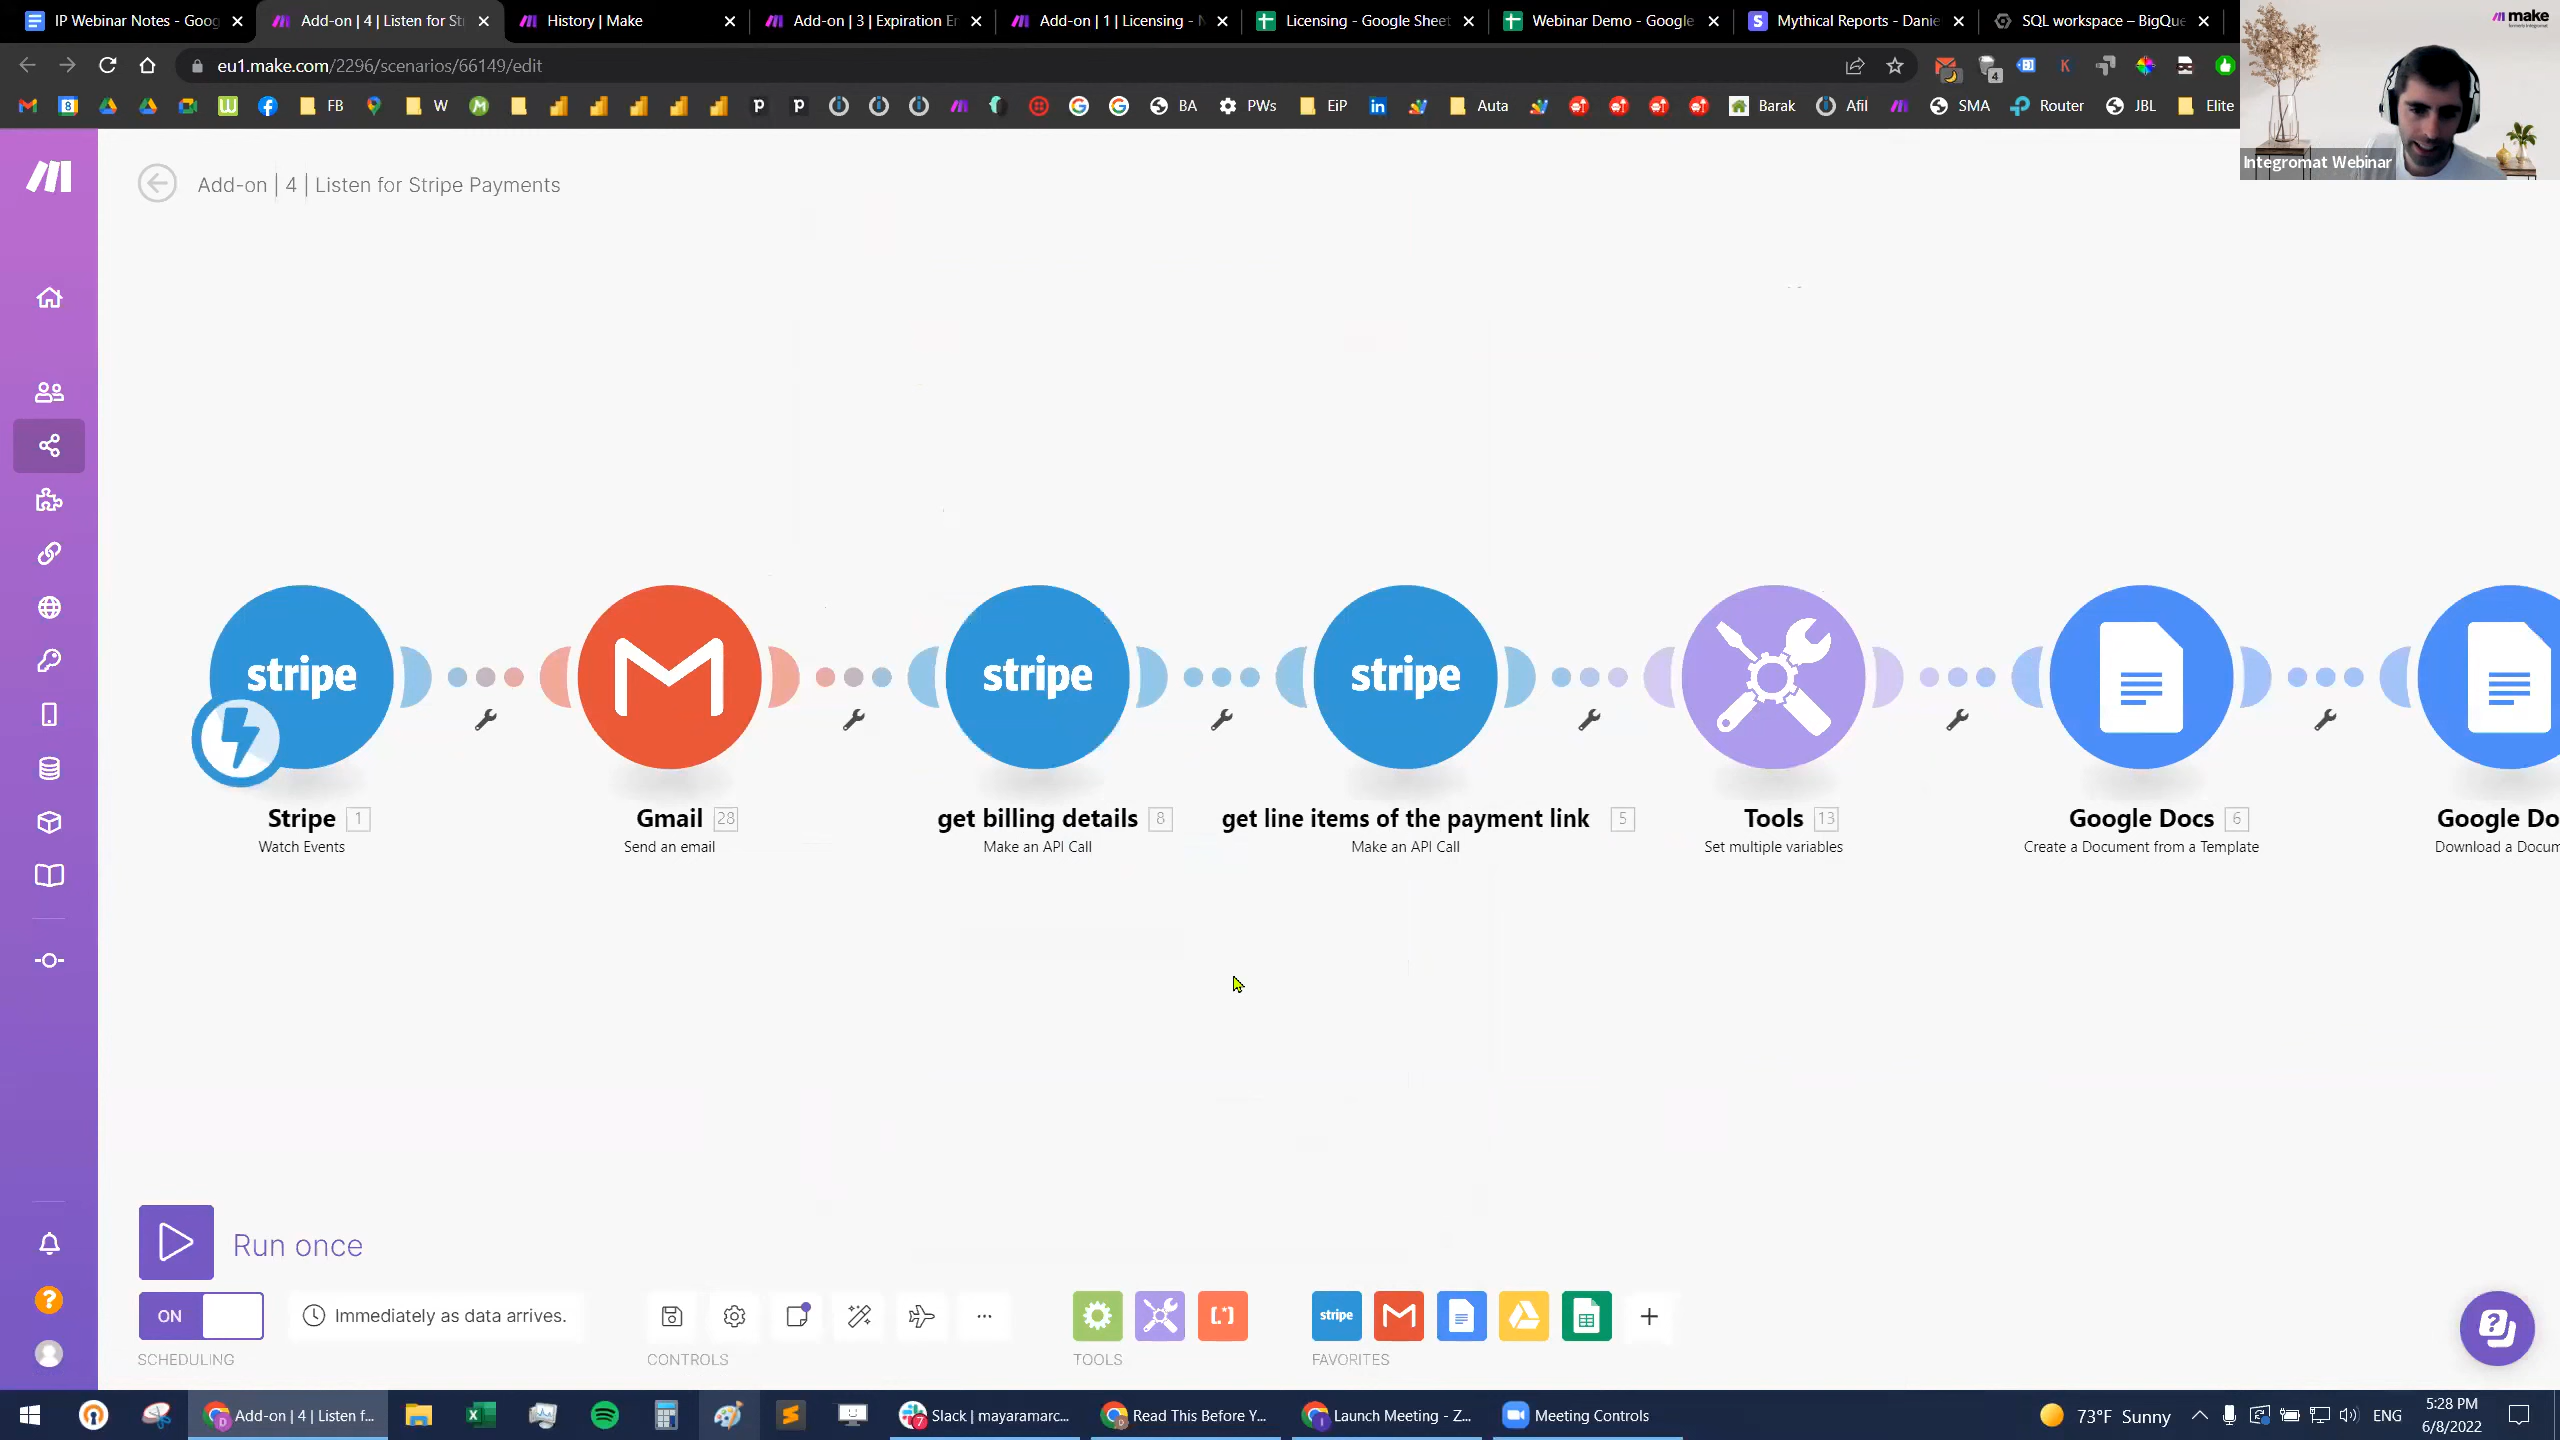 IP Webinar Notes - Goog
Add-on | 4 | Listen for St
History | Make
Add-on | 3 | Expiration Er
Add-on | 1 | Licensing - N
Licensing - Google Sheet
Webinar Demo - Google
Mythical Reports - Danie
SQL workspace – BigQue
make
formerly Integromat
eu1.make.com/2296/scenarios/66149/edit
4
K
8
FB
W
BA
PWs
EiP
Auta
Barak
Afil
SMA
Router
JBL
Elite
Integromat Webinar
Add-on | 4 | Listen for Stripe Payments
stripe
stripe
stripe
Stripe 1
Watch Events
Gmail 28
Send an email
get billing details 8
Make an API Call
get line items of the payment link 5
Make an API Call
Tools 13
Set multiple variables
Google Docs 6
Create a Document from a Template
Google Do
Download a Docum
Run once
ON
Immediately as data arrives.
stripe
SCHEDULING
CONTROLS
TOOLS
FAVORITES
Add-on | 4 | Listen f...
Slack | mayaramarc...
7
Read This Before Y...
Launch Meeting - Z...
Meeting Controls
73°F Sunny
ENG
5:28 PM
6/8/2022